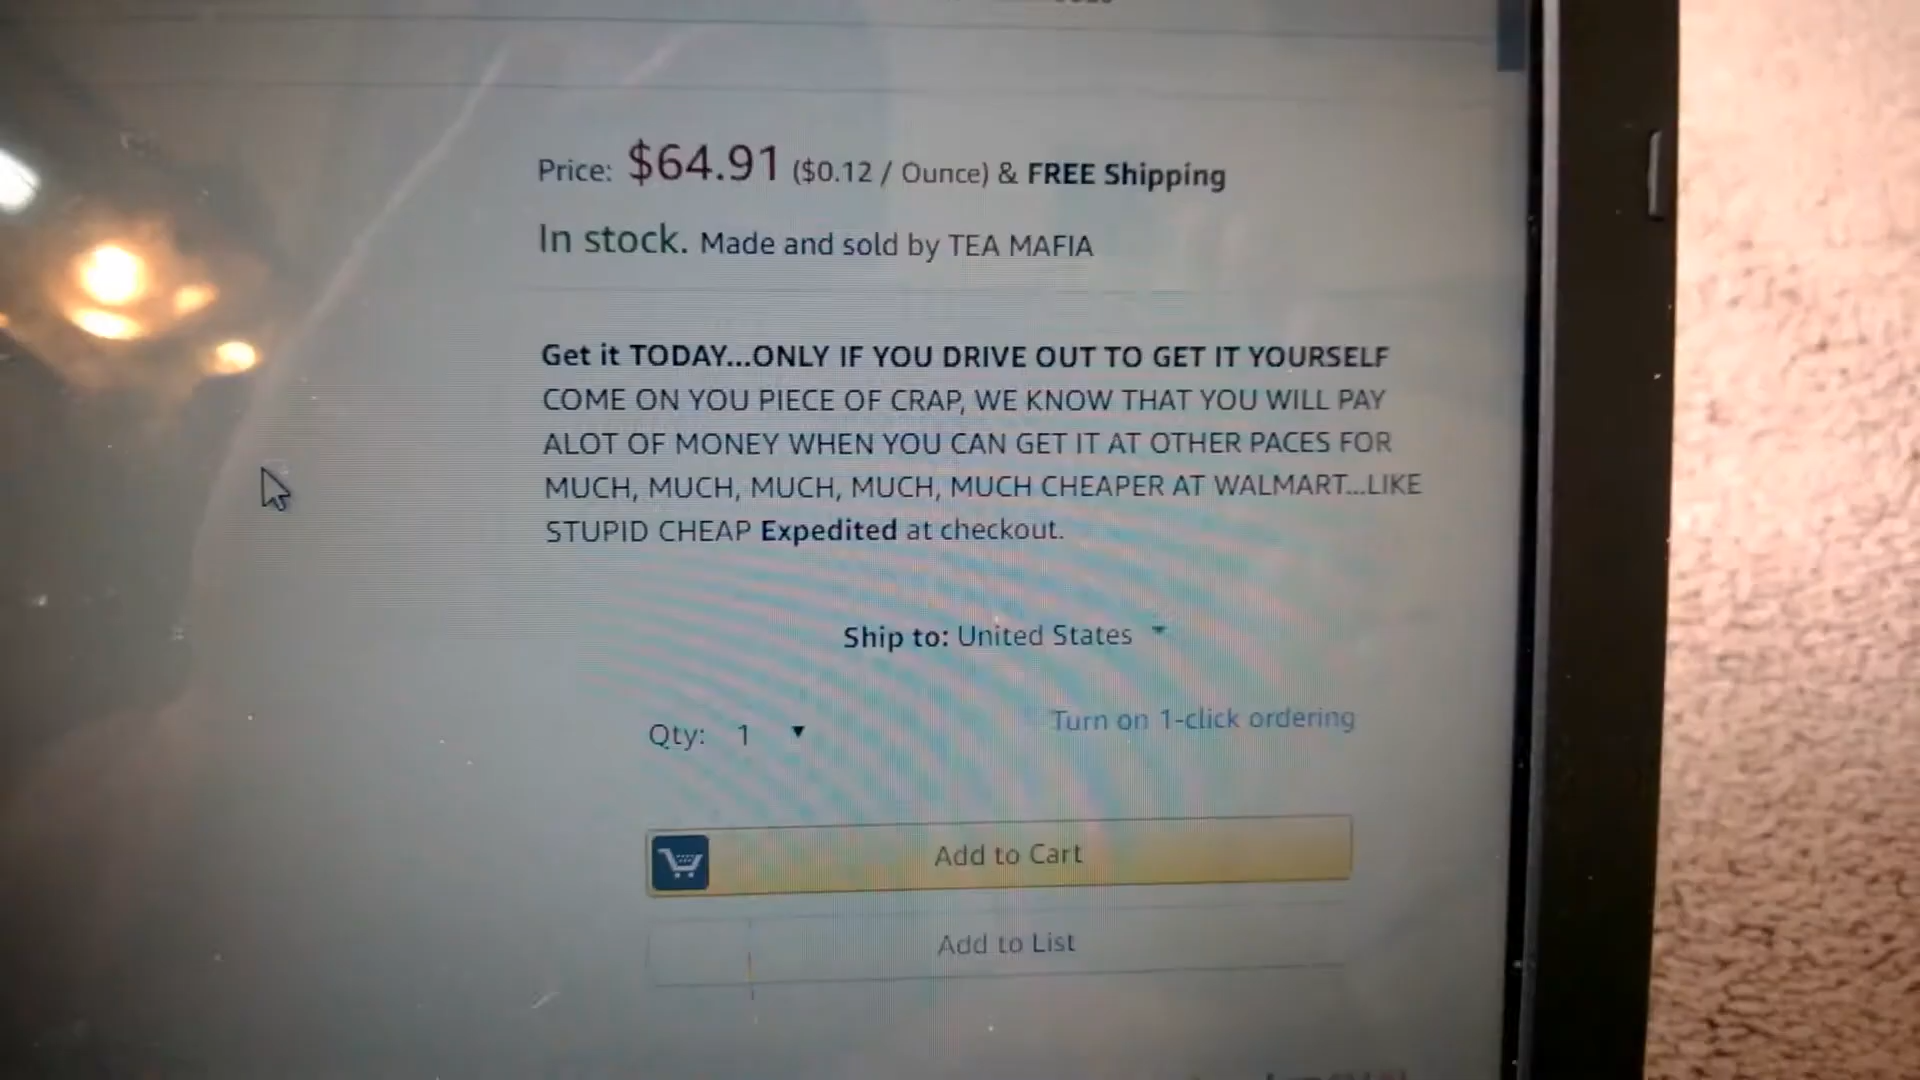 Price: $64.91 ($0.12 / Ounce) & FREE Shipping
In stock. Made and sold by TEA MAFIA
Get it TODAY...ONLY IF YOU DRIVE OUT TO GET IT YOURSELF
COME ON YOU PIECE OF CRAP, WE KNOW THAT YOU WILL PAY
ALOT OF MONEY WHEN YOU CAN GET IT AT OTHER PACES FOR
MUCH, MUCH, MUCH, MUCH, MUCH CHEAPER AT WALMART...LIKE
STUPID CHEAP Expedited at checkout.
Ship to: United States
Qty: 1
Turn on 1-click ordering
Add to Cart
Add to List